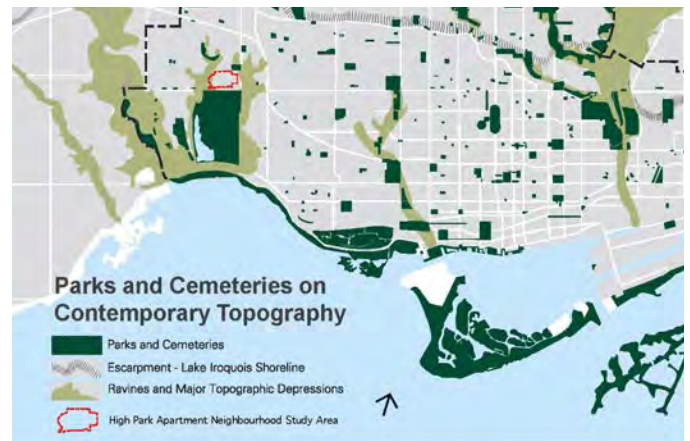 Parks and Cemeteries on
Contemporary Topography
Parks and Cemeteries
Escarpment - Lake Iroquois Shoreline
Ravines and Major Topographic Depressions
High Park Apartment Neighbourhood Study Area